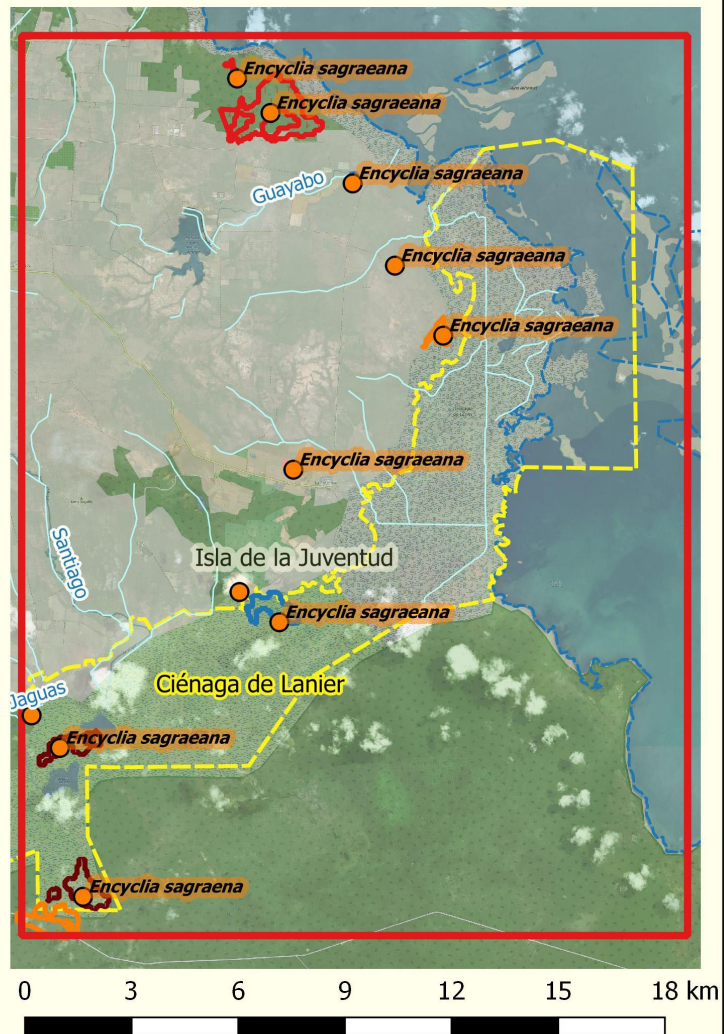 Encyclia sagraeana
Encyclia sagraeana
Encyclia sagraeana
Guayabo
Encyclia sagraeana
Encyclia sagraeana
Encyclia sagraeana
Santiago
Isla de la Juventud
Encyclia sagraeana
Ciénaga de Lanier
Jaguas
Encyclia sagraeana
Encyclia sagraena
0 3 6 9 12 15 18 km